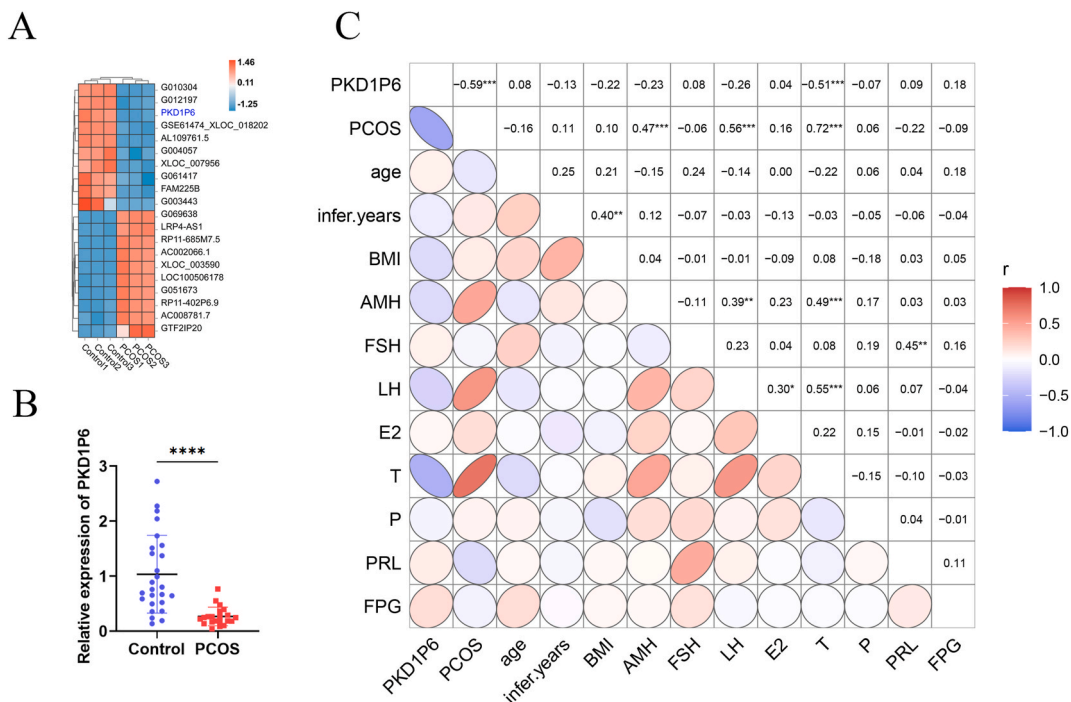 A
1.46
0.11
-1.25
G010304
G012197
PKD1P6
GSE61474_XLOC_018202
AL109761.5
G004057
XLOC_007956
G061417
FAM225B
G003443
G069638
LRP4-AS1
RP11-685M7.5
AC002066.1
XLOC_003590
LOC100506178
G051673
RP11-402P6.9
AC008781.7
GTF2IP20
Control1
Control2
Control3
PCOS1
PCOS2
PCOS3
B
Relative expression of PKD1P6
3
2
1
0
****
Control PCOS
C
PKD1P6 −0.59*** 0.08 −0.13 −0.22 −0.23 0.08 −0.26 0.04 −0.51*** −0.07 0.09 0.18
PCOS −0.16 0.11 0.10 0.47*** −0.06 0.56*** 0.16 0.72*** 0.06 −0.22 −0.09
age 0.25 0.21 −0.15 0.24 −0.14 0.00 −0.22 0.06 0.04 0.18
infer.years 0.40** 0.12 −0.07 −0.03 −0.13 −0.03 −0.05 −0.06 −0.04
BMI 0.04 −0.01 −0.01 −0.09 0.08 −0.18 0.03 0.05
AMH −0.11 0.39** 0.23 0.49*** 0.17 0.03 0.03
FSH 0.23 0.04 0.08 0.19 0.45** 0.16
LH 0.30* 0.55*** 0.06 0.07 −0.04
E2 0.22 0.15 −0.01 −0.02
T −0.15 −0.10 −0.03
P 0.04 −0.01
PRL 0.11
FPG
PKD1P6 PCOS age infer.years BMI AMH FSH LH E2 T P PRL FPG
r
1.0
0.5
0.0
−0.5
−1.0